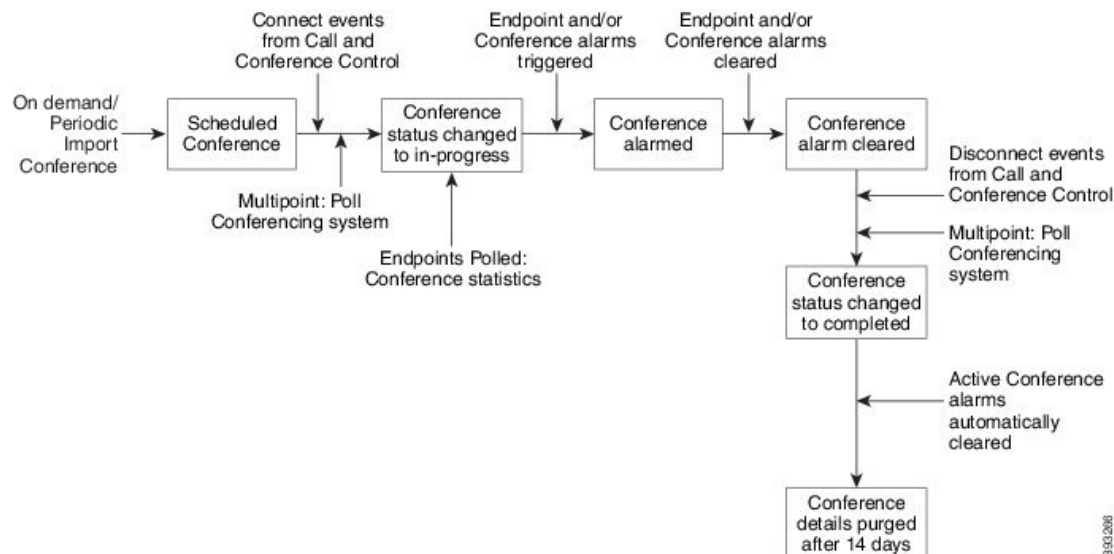 On demand/
Periodic
Import
Conference
Scheduled
Conference
Connect events
from Call and
Conference Control
Multipoint: Poll
Conferencing system
Conference
status changed
to in-progress
Endpoints Polled:
Conference statistics
Endpoint and/or
Conference alarms
triggered
Conference
alarmed
Endpoint and/or
Conference alarms
cleared
Conference
alarm cleared
Disconnect events
from Call and
Conference Control
Multipoint: Poll
Conferencing
system
Conference
status changed
to completed
Active Conference
alarms
automatically
cleared
Conference
details purged
after 14 days